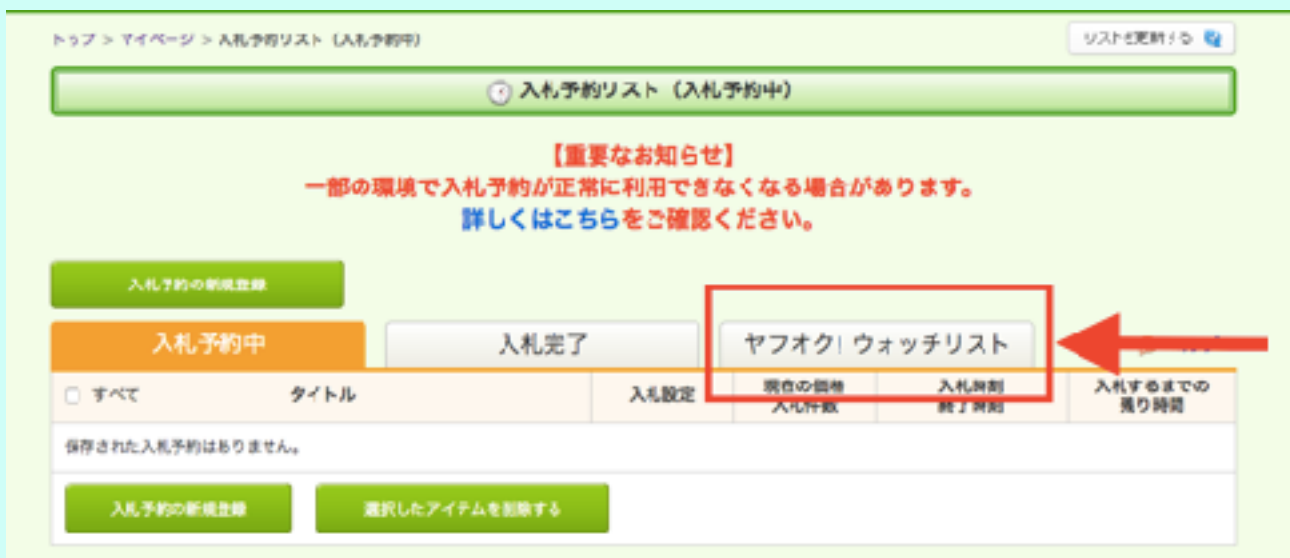 トップ > マイページ > 入札予約リスト（入札予約中）
リストを更新する
入札予約リスト（入札予約中）
【重要なお知らせ】
一部の環境で入札予約が正常に利用できなくなる場合があります。
詳しくはこちらをご確認ください。
入札予約の新規登録
入札予約中
入札完了
ヤフオク! ウォッチリスト
すべて
タイトル
入札設定
現在の価格
入札件数
入札時刻
終了時刻
入札するまでの
残り時間
保存された入札予約はありません。
入札予約の新規登録
選択したアイテムを削除する